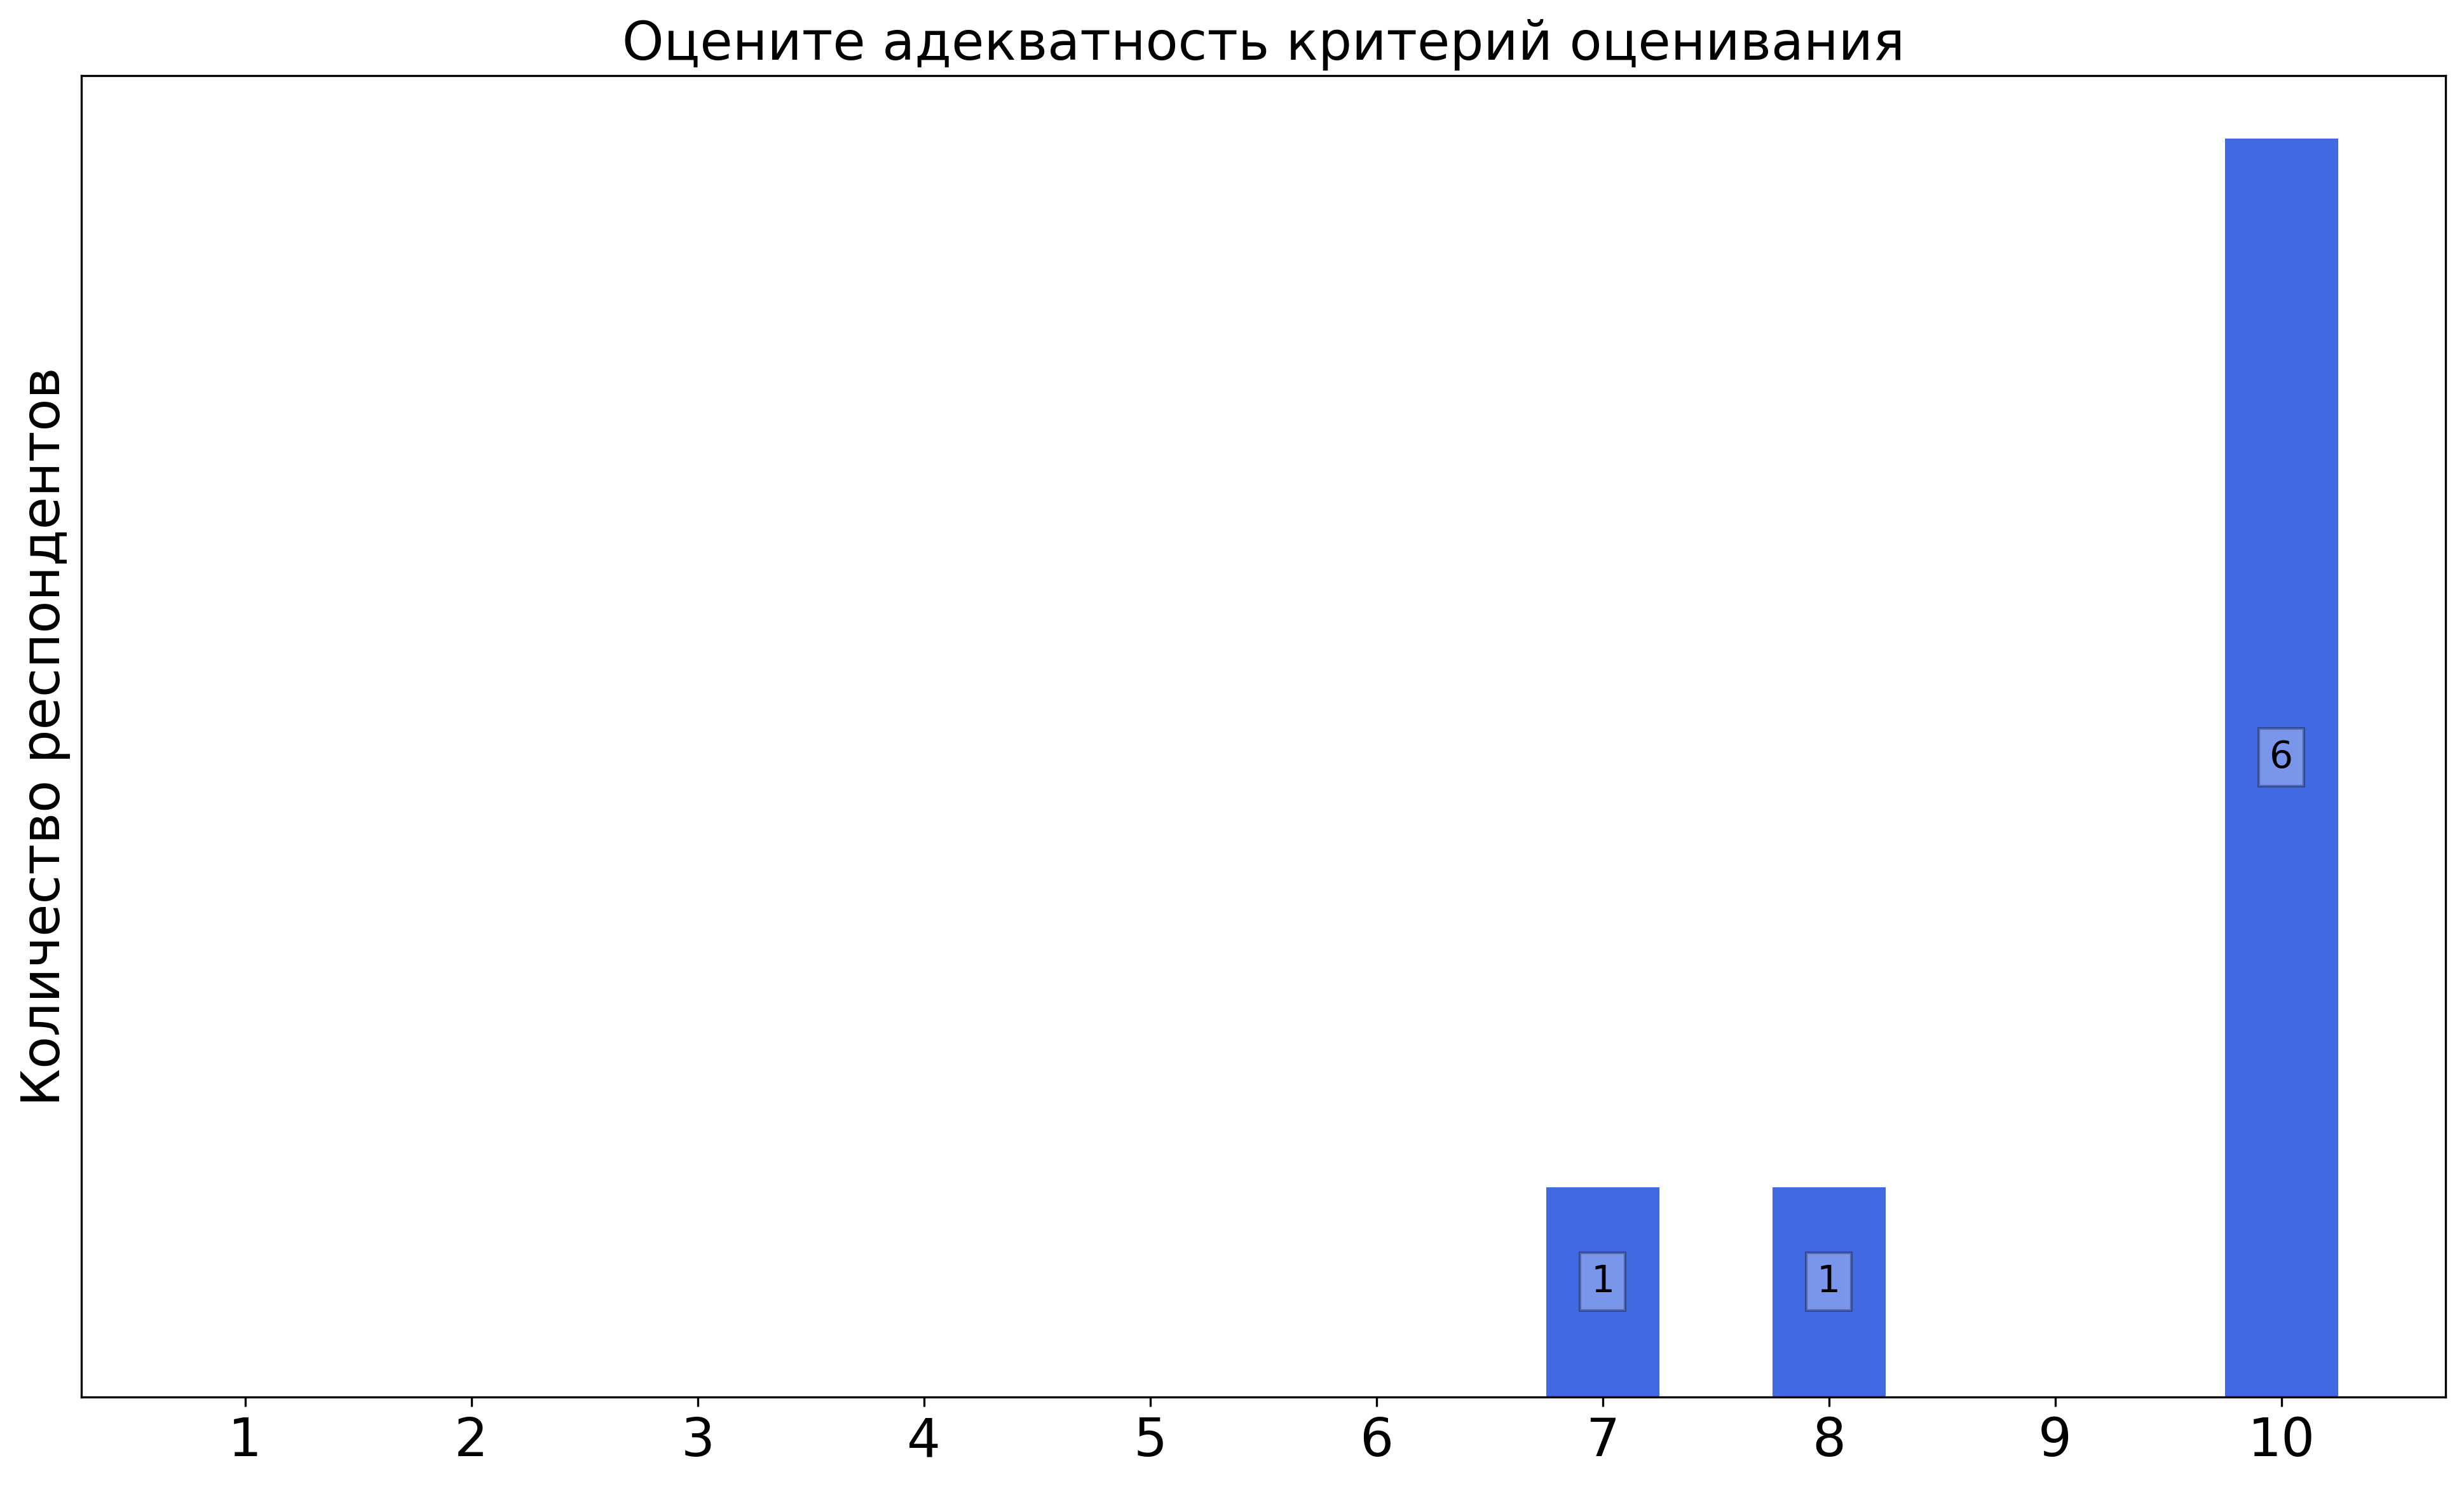 Оцените адекватность критерий оценивания
Количество респондентов
6
1 1
1 2 3 4 5 6 7 8 9 10